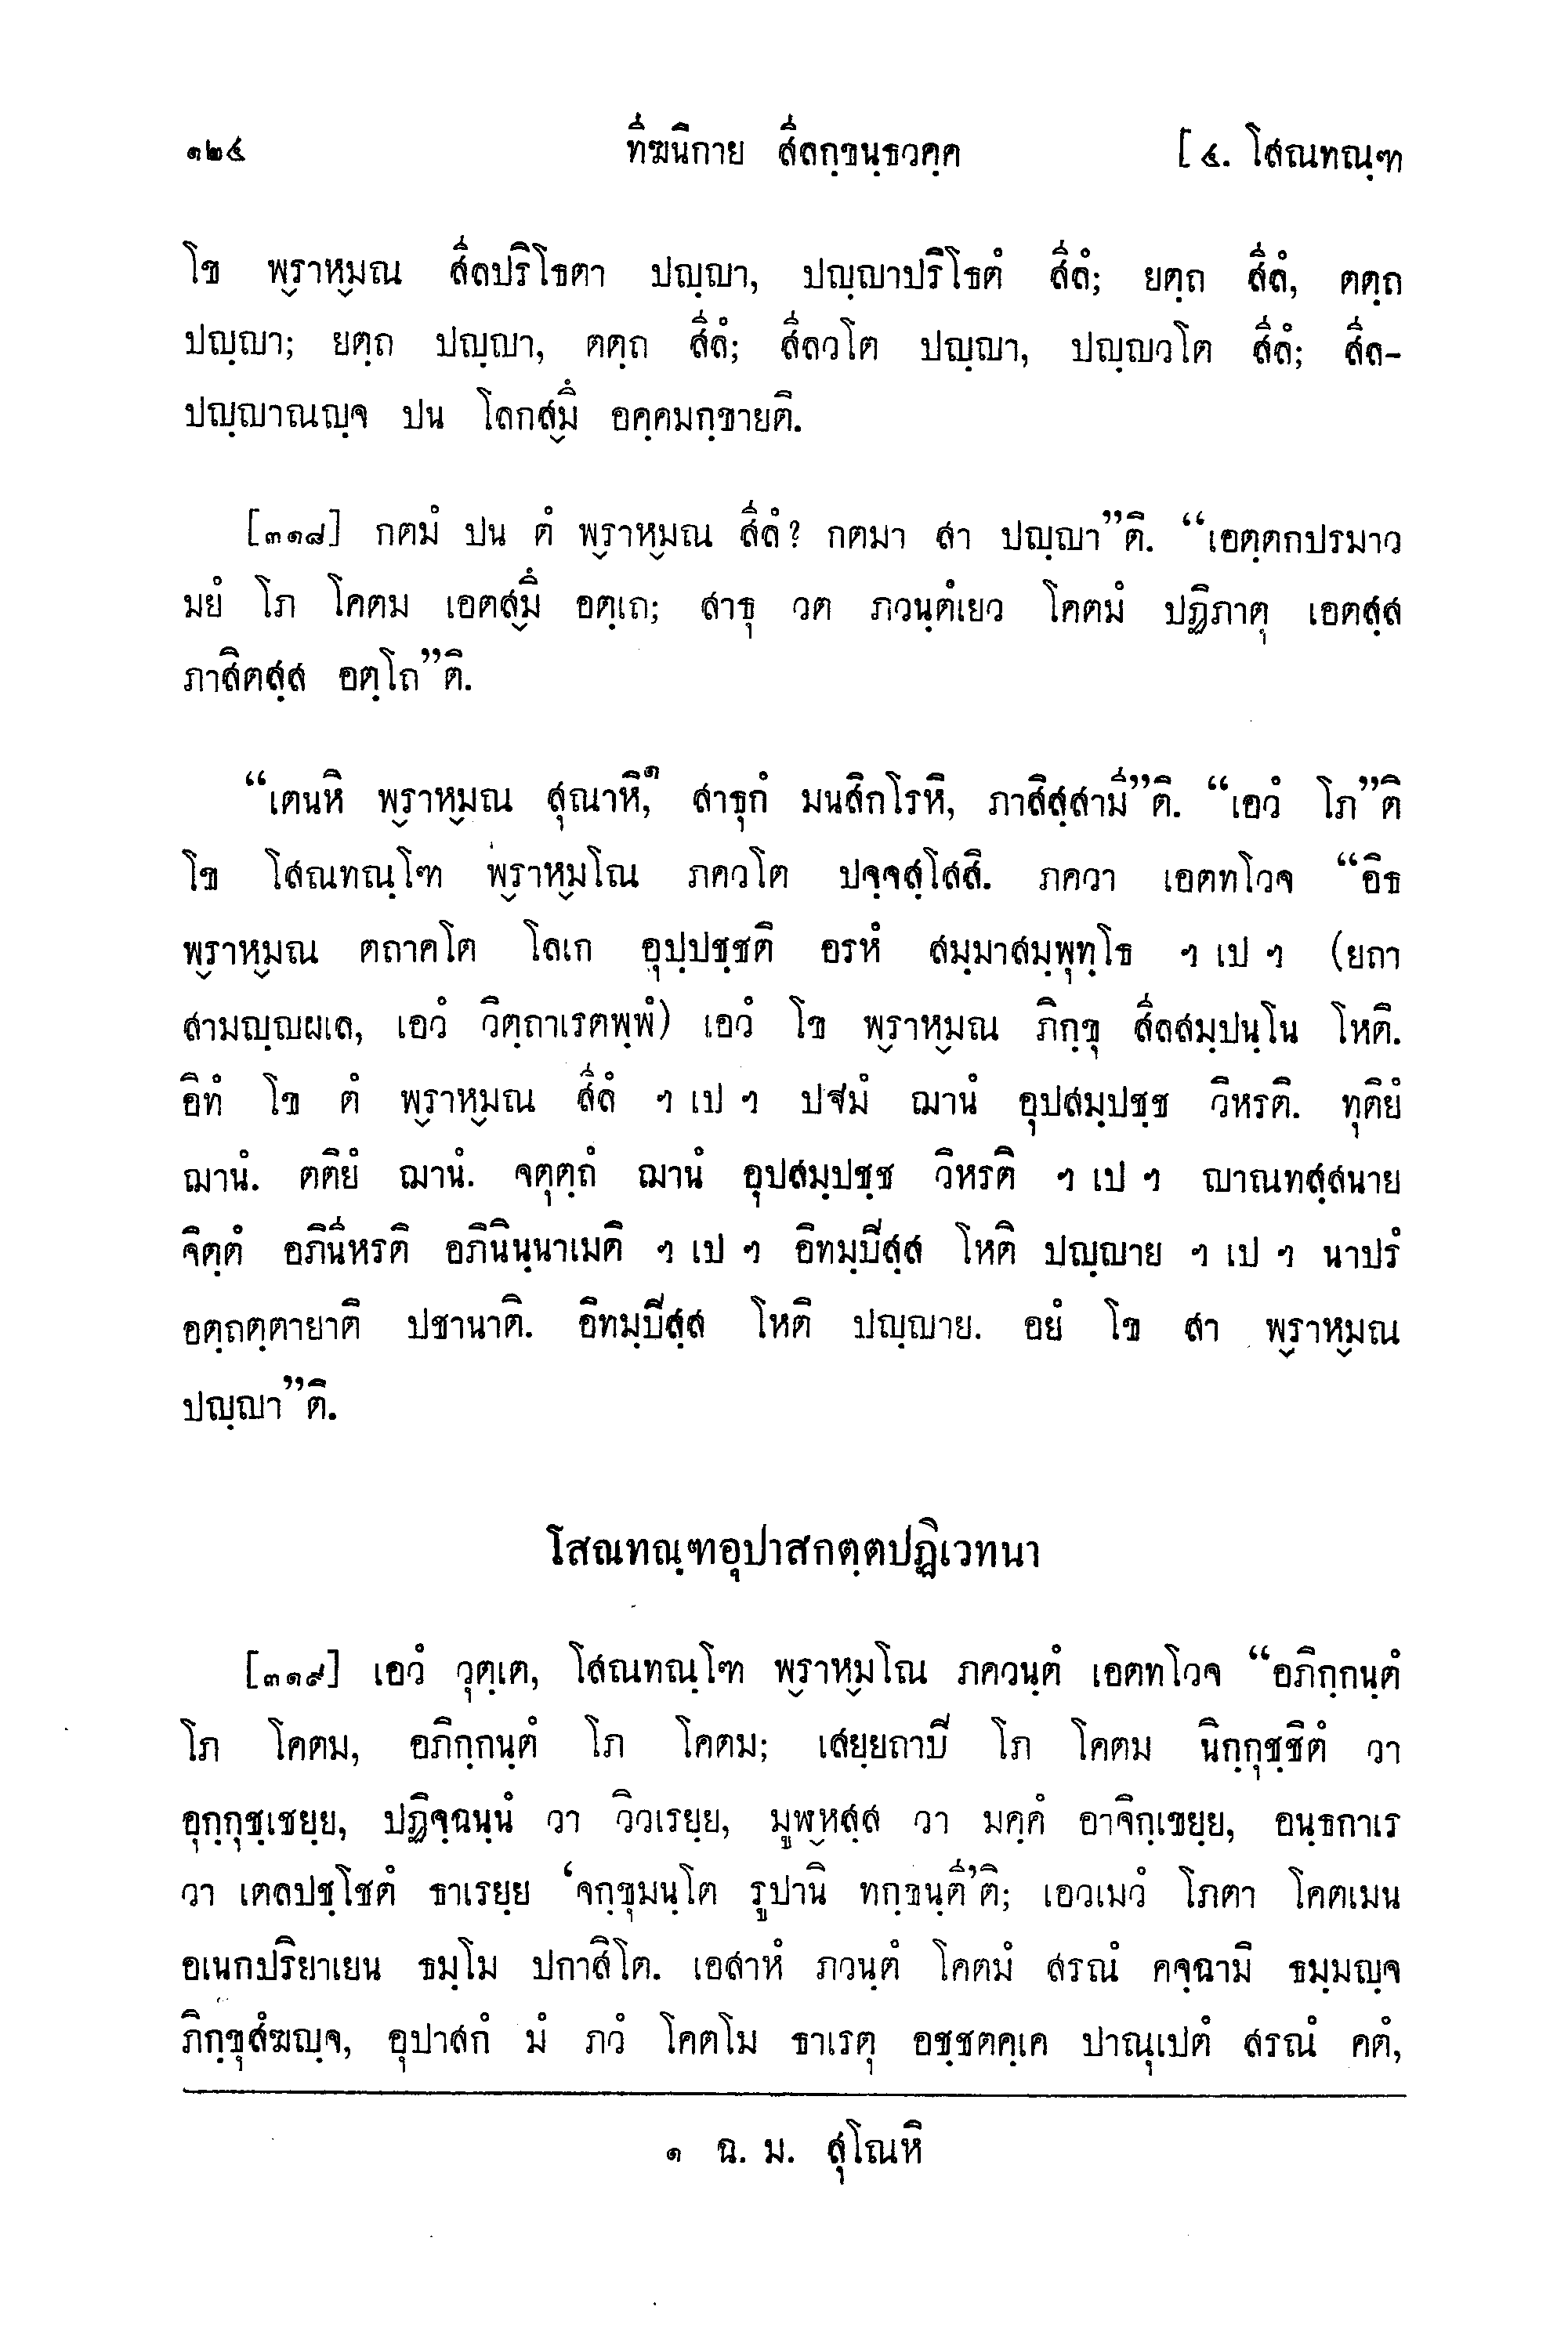 ๑๒๔ ทีฆนิกาย สีลกฺขนฺธวคฺค [ ๔. โสณทณฺฑ
โข พฺราหฺมณ สีลปริโธตา ปญฺญา, ปญฺญาปริโธตํ สีลํ; ยตฺถ สีลํ, ตตฺถ
ปญฺญา; ยตฺถ ปญฺญา, ตตฺถ สีลํ; สีลวโต ปญฺญา, ปญฺญวโต สีลํ; สีล-
ปญฺญาณญฺจ ปน โลกสฺมึ อคฺคมกฺขายติ.
[๓๑๘] กตมํ ปน ตํ พฺราหฺมณ สีลํ? กตมา สา ปญฺญา”ติ. “เอตฺตกปรมาว
มยํ โภ โคตม เอตสฺมึ อตฺเถ; สาธุ วต ภวนฺตํเยว โคตมํ ปฏิภาตุ เอตสฺส
ภาสิตสฺส อตฺโถ”ติ.
“เตนหิ พฺราหฺมณ สุณาหิ,๑ สาธุกํ มนสิกโรหิ, ภาสิสฺสามี”ติ. “เอวํ โภ”ติ
โข โสณทณฺโฑ พฺราหฺมโณ ภควโต ปจฺจสฺโสสิ. ภควา เอตทโวจ “อิธ
พฺราหฺมณ ตถาคโต โลเก อุปฺปชฺชติ อรหํ สมฺมาสมฺพุทฺโธ ฯ เป ฯ (ยถา
สามญฺญผเล, เอวํ วิตฺถาเรตพฺพํ) เอวํ โข พฺราหฺมณ ภิกฺขุ สีลสมฺปนฺโน โหติ.
อิทํ โข ตํ พฺราหฺมณ สีลํ ฯ เป ฯ ปฐมํ ฌานํ อุปสมฺปชฺช วิหรติ. ทุติยํ
ฌานํ. ตติยํ ฌานํ. จตุตฺถํ ฌานํ อุปสมฺปชฺช วิหรติ ฯ เป ฯ ญาณทสฺสนาย
จิตฺตํ อภินีหรติ อภินินฺนาเมติ ฯ เป ฯ อิทมฺปิสฺส โหติ ปญฺญาย ฯ เป ฯ นาปรํ
อตฺถตฺตายาติ ปชานาติ. อิทมฺปิสฺส โหติ ปญฺญาย. อยํ โข สา พฺราหฺมณ
ปญฺญา”ติ.
โสณทณฺฑอุปาสกตฺตปฏิเวทนา
[๓๑๙] เอวํ วุตฺเต, โสณทณฺโฑ พฺราหฺมโณ ภควนฺตํ เอตทโวจ “อภิกฺกนฺตํ
โภ โคตม, อภิกฺกนฺตํ โภ โคตม; เสยฺยถาปิ โภ โคตม นิกฺกุชฺชิตํ วา
อุกฺกุชฺเชยฺย, ปฏิจฺฉนฺนํ วา วิวเรยฺย, มูฬฺหสฺส วา มคฺคํ อาจิกฺเขยฺย, อนฺธกาเร
วา เตลปชฺโชตํ ธาเรยฺย ‘จกฺขุมนฺโต รูปานิ ทกฺขนฺตี’ติ; เอวเมวํ โภตา โคตเมน
อเนกปริยาเยน ธมฺโม ปกาสิโต. เอสาหํ ภวนฺตํ โคตมํ สรณํ คจฺฉามิ ธมฺมญฺจ
ภิกฺขุสํฆญฺจ, อุปาสกํ มํ ภวํ โคตโม ธาเรตุ อชฺชตคฺเค ปาณุเปตํ สรณํ คตํ,
๑ ฉ. ม. สุโณหิ